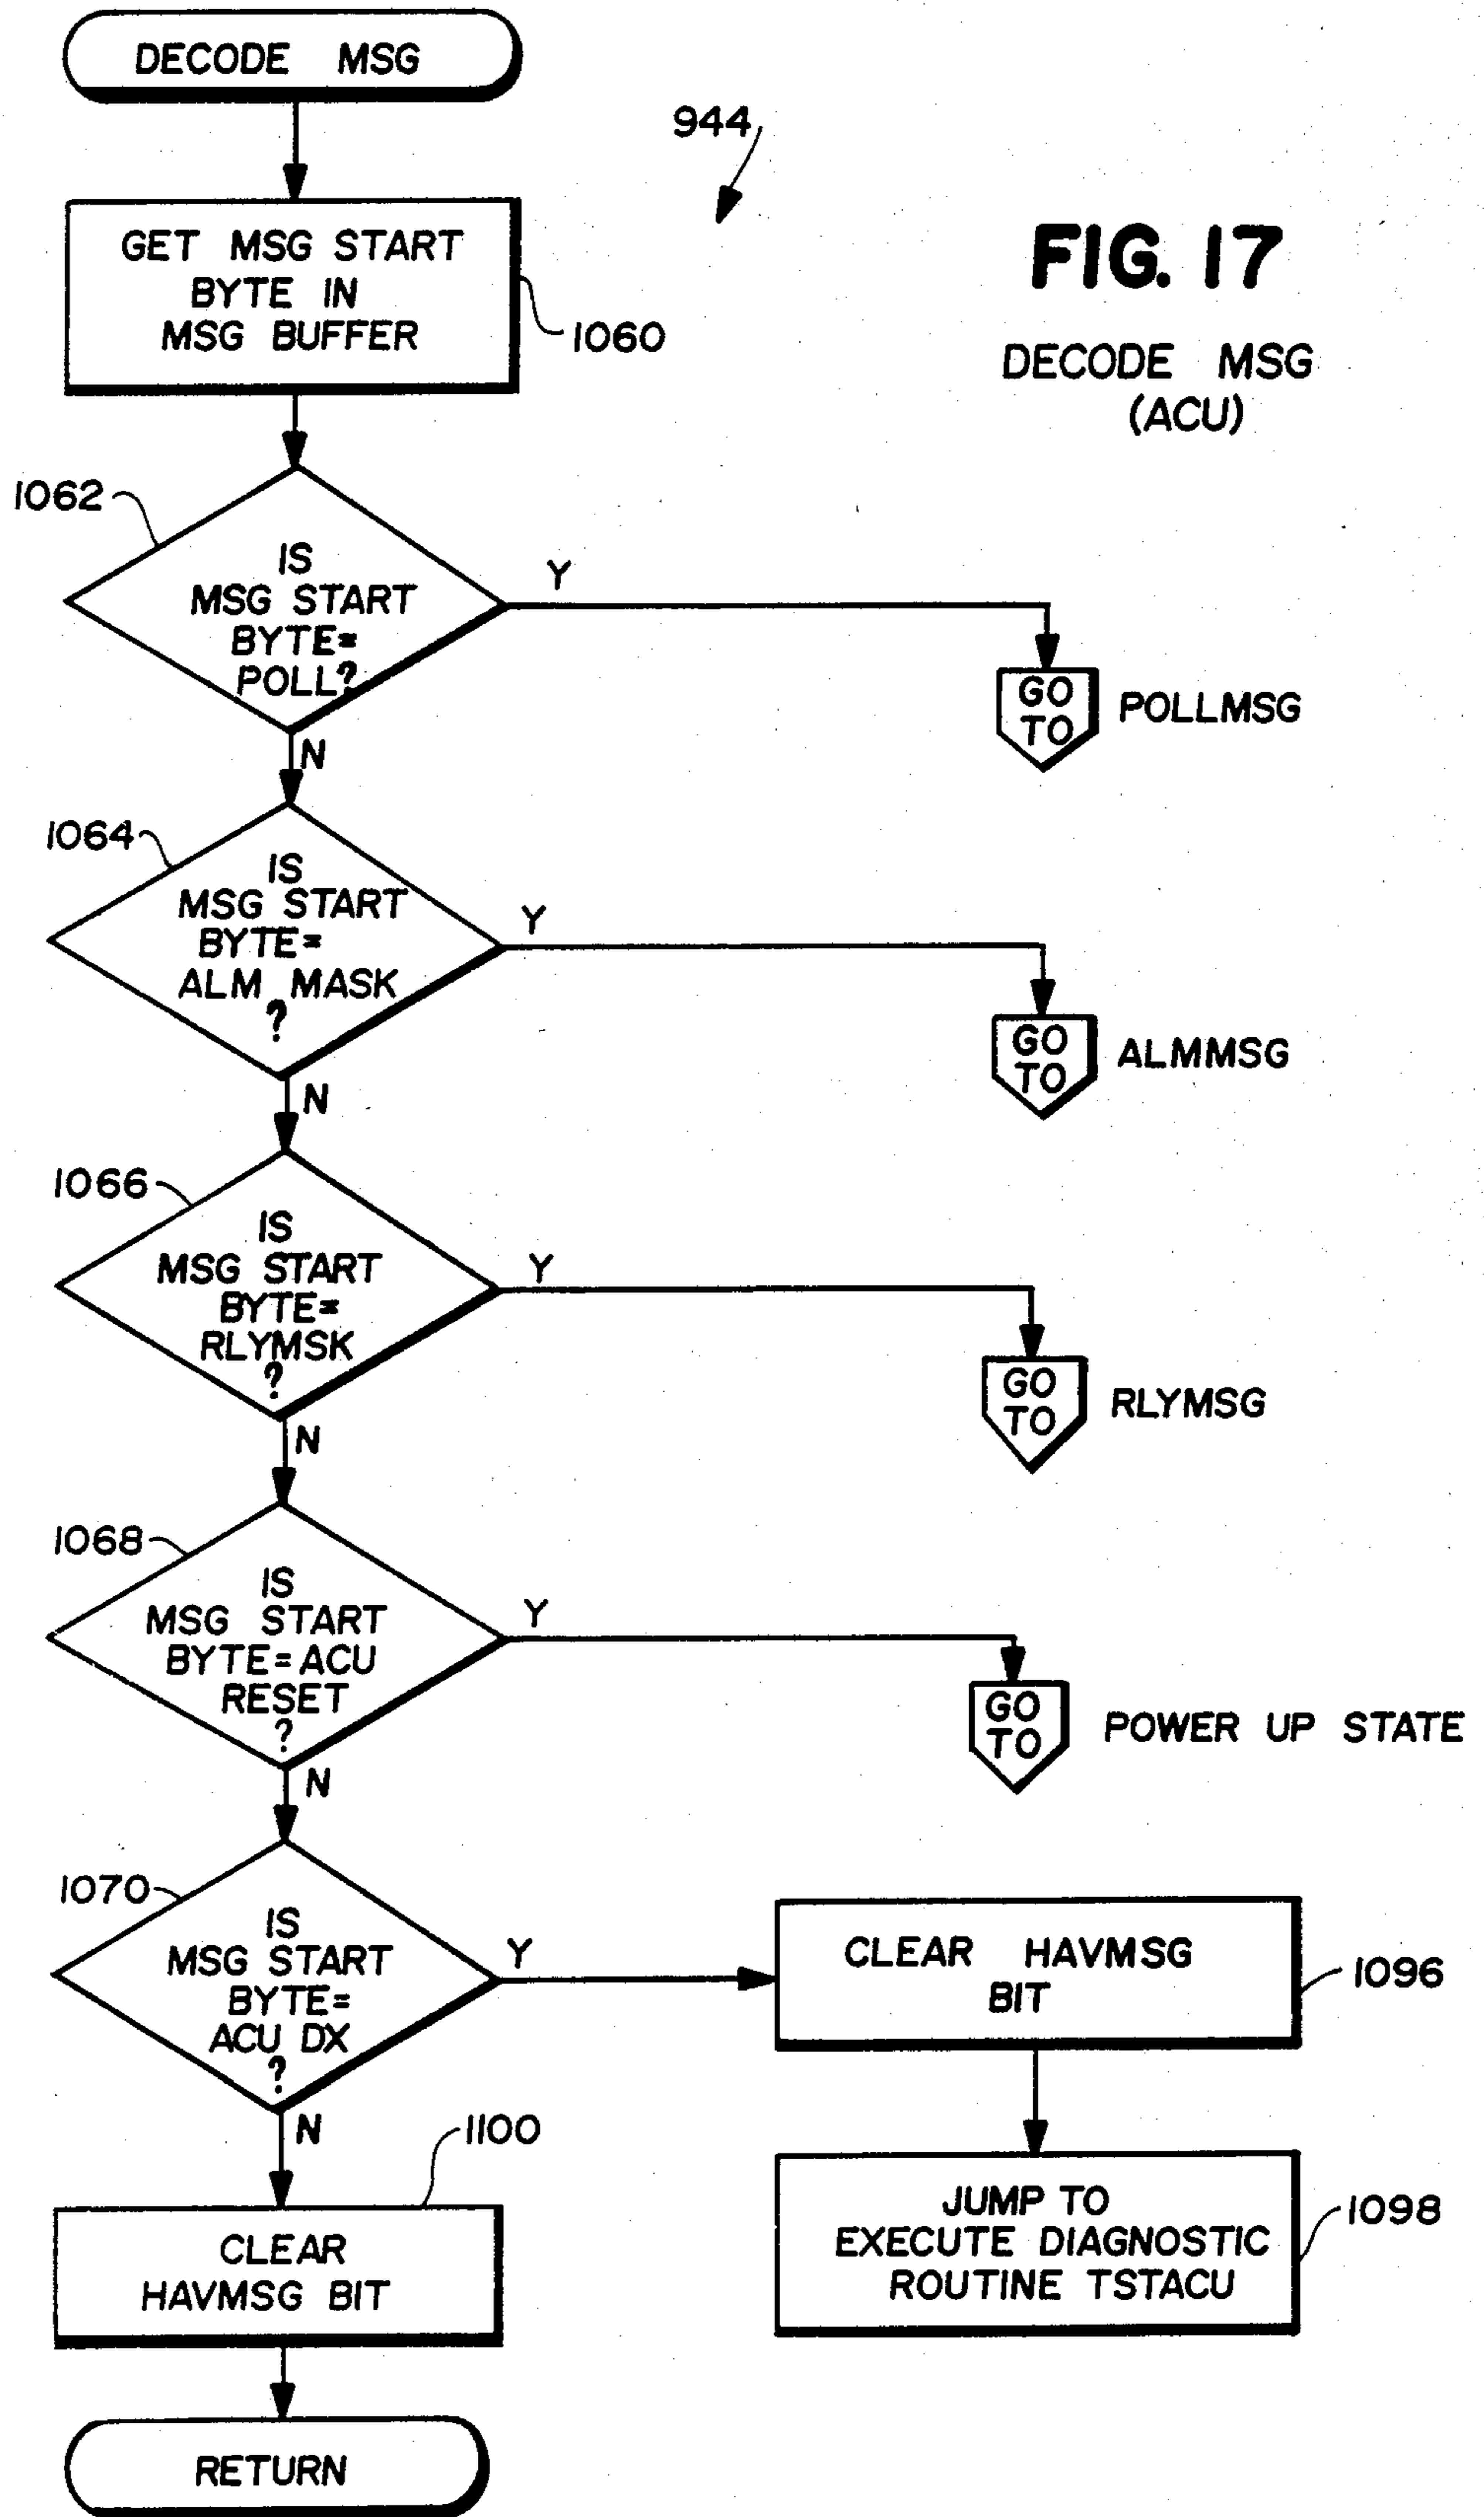 DECODE MSG
944
GET MSG START
BYTE IN
MSG BUFFER
1060
FIG. 17
DECODE MSG
(ACU)
1062
IS
MSG START
BYTE=
POLL?
Y
GO
TO
POLLMSG
N
1064
IS
MSG START
BYTE=
ALM MASK
?
Y
GO
TO
ALMMSG
N
1066
IS
MSG START
BYTE=
RLYMSK
?
Y
GO
TO
RLYMSG
N
1068
IS
MSG START
BYTE=ACU
RESET
?
Y
GO
TO
POWER UP STATE
N
1070
IS
MSG START
BYTE=
ACU DX
?
Y
CLEAR HAVMSG
BIT
1096
N
1100
JUMP TO
EXECUTE DIAGNOSTIC
ROUTINE TSTACU
1098
CLEAR
HAVMSG BIT
RETURN